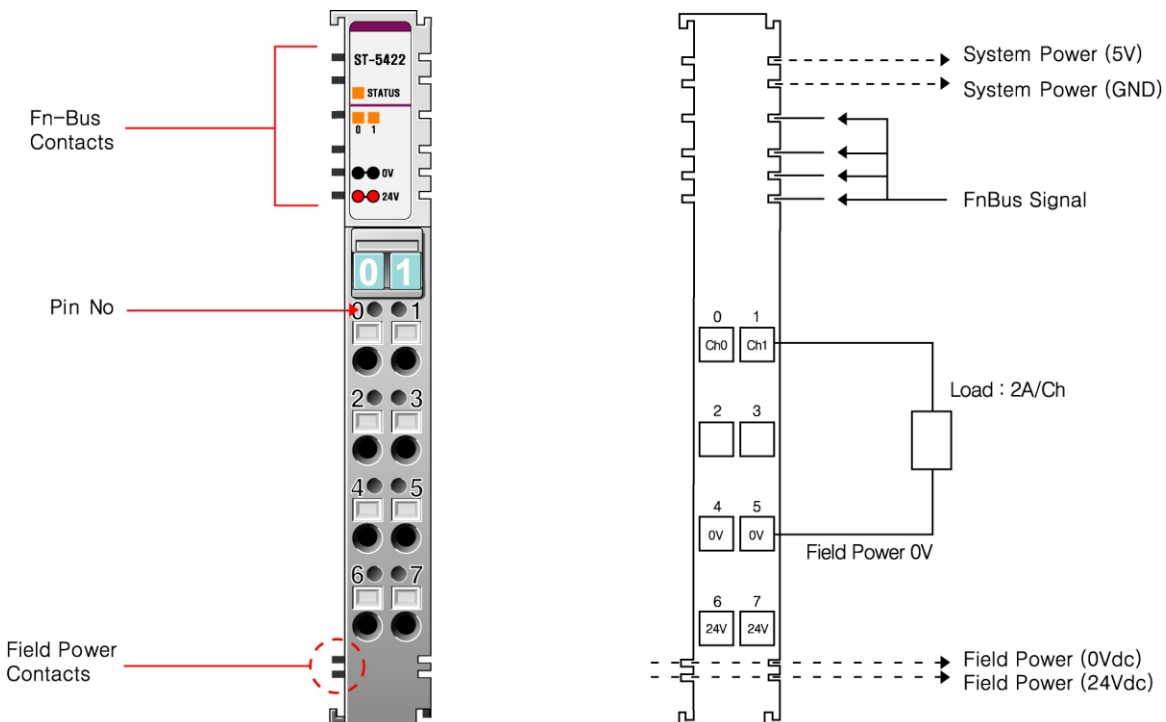 ST-5422
STATUS
0 1
0V
24V
Fn-Bus
Contacts
01
Pin No
0 1
2 3
4 5
6 7
Field Power
Contacts
System Power (5V)
System Power (GND)
FnBus Signal
0 1
Ch0 Ch1
Load : 2A/Ch
2 3
4 5
0V 0V
Field Power 0V
6 7
24V 24V
Field Power (0Vdc)
Field Power (24Vdc)